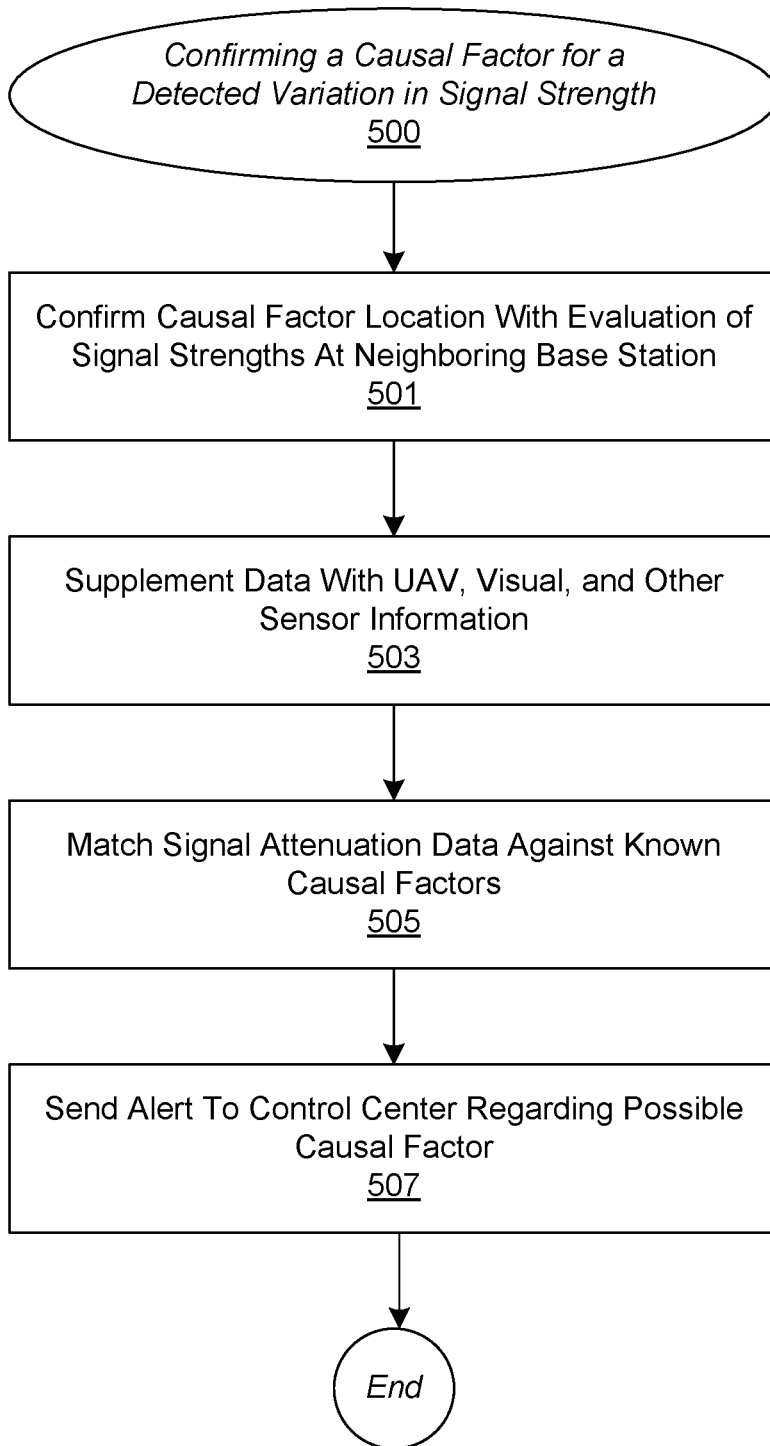 Confirming a Causal Factor for a
Detected Variation in Signal Strength
500
Confirm Causal Factor Location With Evaluation of
Signal Strengths At Neighboring Base Station
501
Supplement Data With UAV, Visual, and Other
Sensor Information
503
Match Signal Attenuation Data Against Known
Causal Factors
505
Send Alert To Control Center Regarding Possible
Causal Factor
507
End